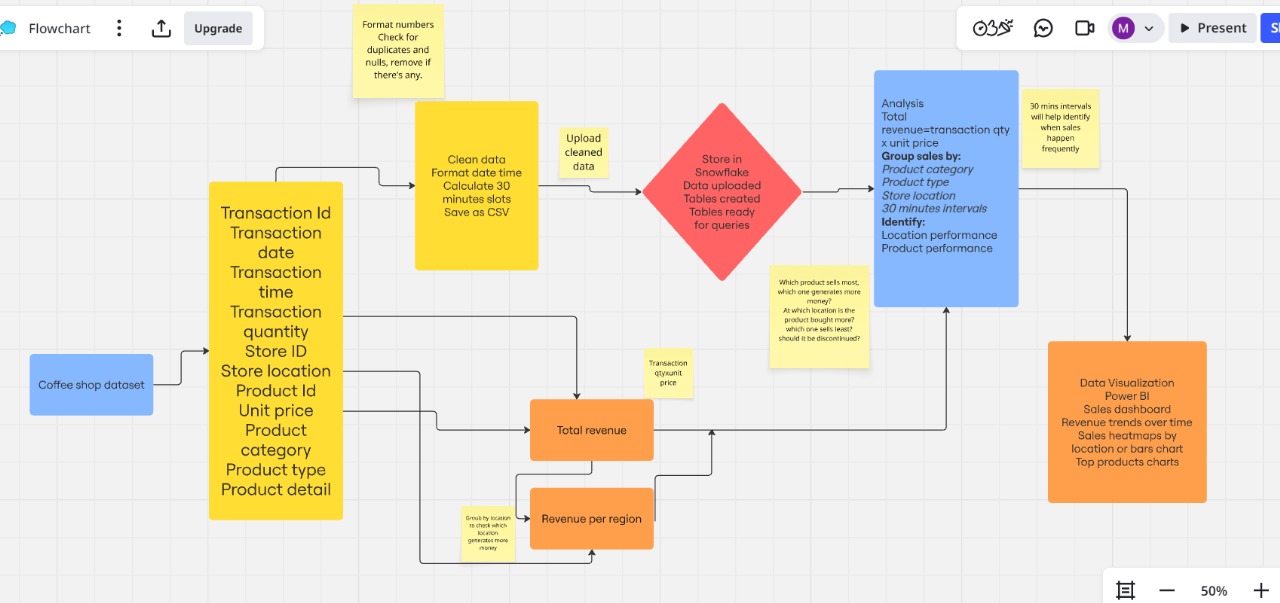 Flowchart
Upgrade
M
Present
Format numbers
Check for
duplicates and
nulls, remove if
there's any.
Clean data
Format date time
Calculate 30
minutes slots
Save as CSV
Upload
cleaned
data
Store in
Snowflake
Data uploaded
Tables created
Tables ready
for queries
Analysis
Total
revenue=transaction qty
x unit price
Group sales by:
Product category
Product type
Store location
30 minutes intervals
Identify:
Location performance
Product performance
30 mins intervals
will help identify
when sales
happen
frequently
Coffee shop dataset
Transaction Id
Transaction
date
Transaction
time
Transaction
quantity
Store ID
Store location
Product Id
Unit price
Product
category
Product type
Product detail
Which product sells most,
which one generates more
money?
At which location is the
product bought more?
which one sells least?
should it be discontinued?
Transaction
qtyxunit
price
Total revenue
Revenue per region
Group by location
to check which
location
generates more
money
Data Visualization
Power BI
Sales dashboard
Revenue trends over time
Sales heatmaps by
location or bars chart
Top products charts
50%